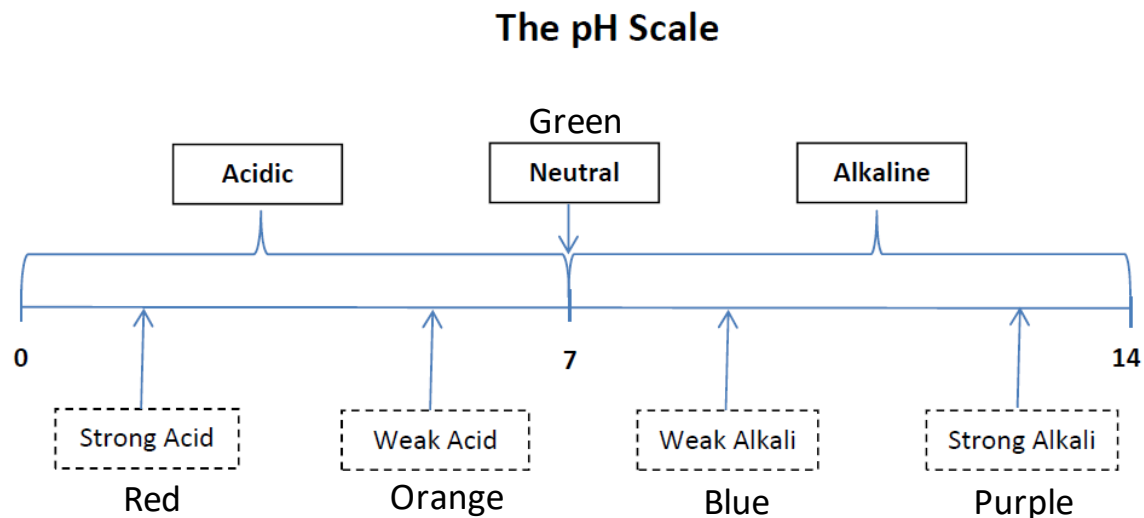 The pH Scale
Green
Acidic
Neutral
Alkaline
0
7
14
Strong Acid
Weak Acid
Weak Alkali
Strong Alkali
Red
Orange
Blue
Purple